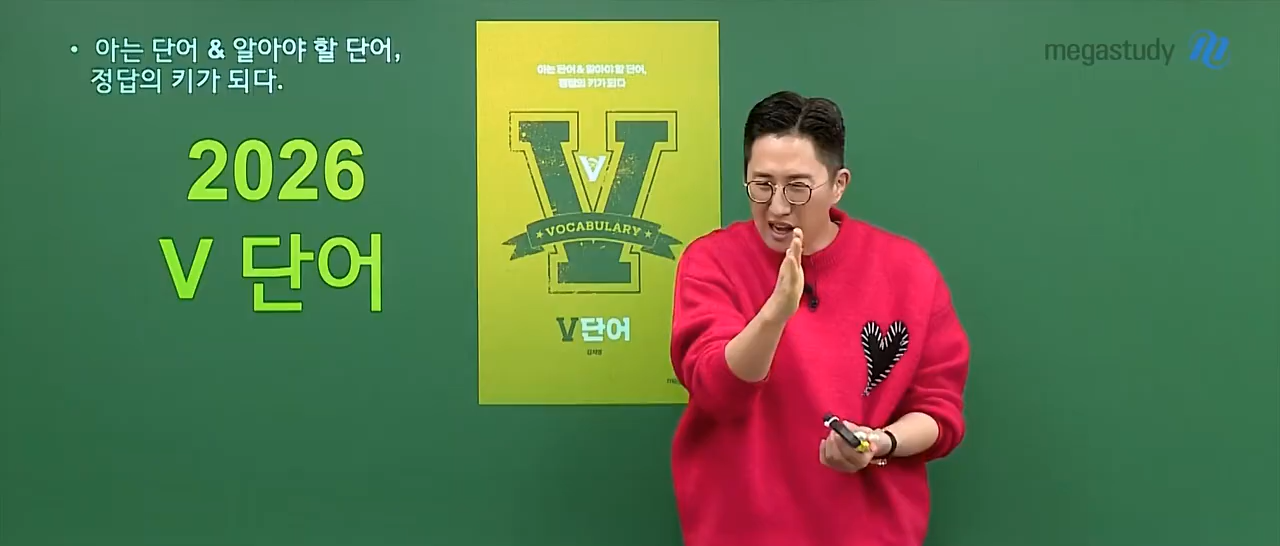 • 아는 단어 & 알아야 할 단어,
정답의 키가 되다.
2026
V 단어
아는 단어 & 알아야 할 단어,
정답의 키가 되다
V
V
★ VOCABULARY ★
V단어
megastudy M